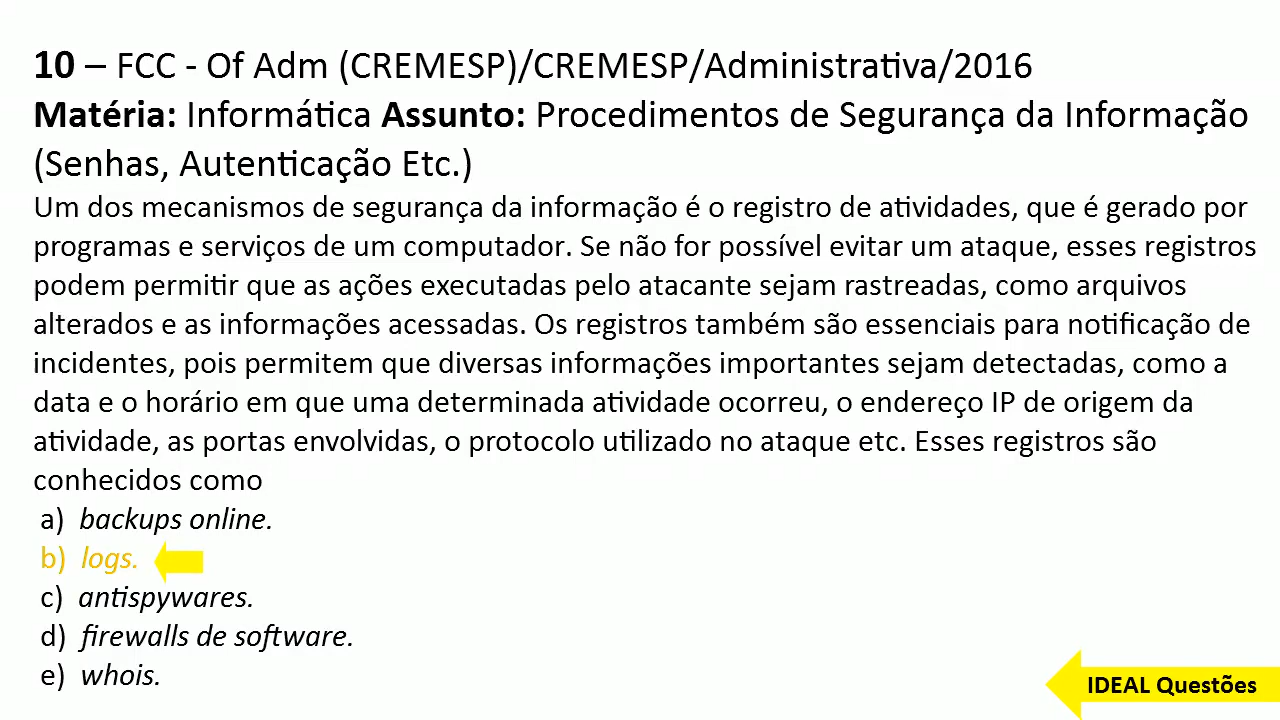 10 – FCC - Of Adm (CREMESP)/CREMESP/Administrativa/2016
Matéria: Informática Assunto: Procedimentos de Segurança da Informação
(Senhas, Autenticação Etc.)
Um dos mecanismos de segurança da informação é o registro de atividades, que é gerado por
programas e serviços de um computador. Se não for possível evitar um ataque, esses registros
podem permitir que as ações executadas pelo atacante sejam rastreadas, como arquivos
alterados e as informações acessadas. Os registros também são essenciais para notificação de
incidentes, pois permitem que diversas informações importantes sejam detectadas, como a
data e o horário em que uma determinada atividade ocorreu, o endereço IP de origem da
atividade, as portas envolvidas, o protocolo utilizado no ataque etc. Esses registros são
conhecidos como
a) backups online.
b) logs.
c) antispywares.
d) firewalls de software.
e) whois.
IDEAL Questões